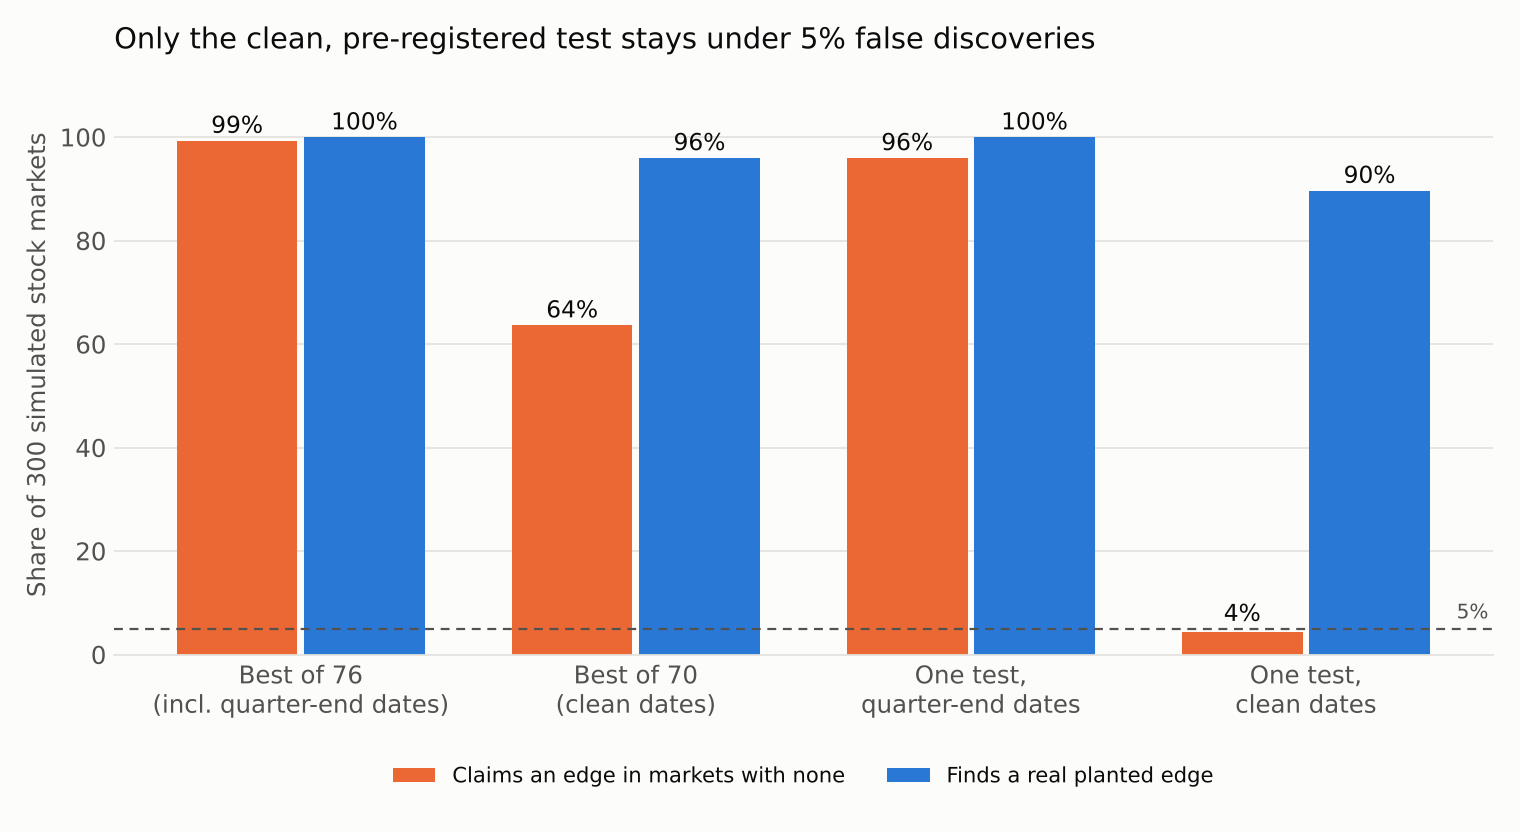 Only the clean, pre-registered test stays under 5% false discoveries
Share of 300 simulated stock markets
100
80
60
40
20
0
99%
100%
64%
96%
96%
100%
4%
90%
5%
Best of 76
(incl. quarter-end dates)
Best of 70
(clean dates)
One test,
quarter-end dates
One test,
clean dates
Claims an edge in markets with none
Finds a real planted edge